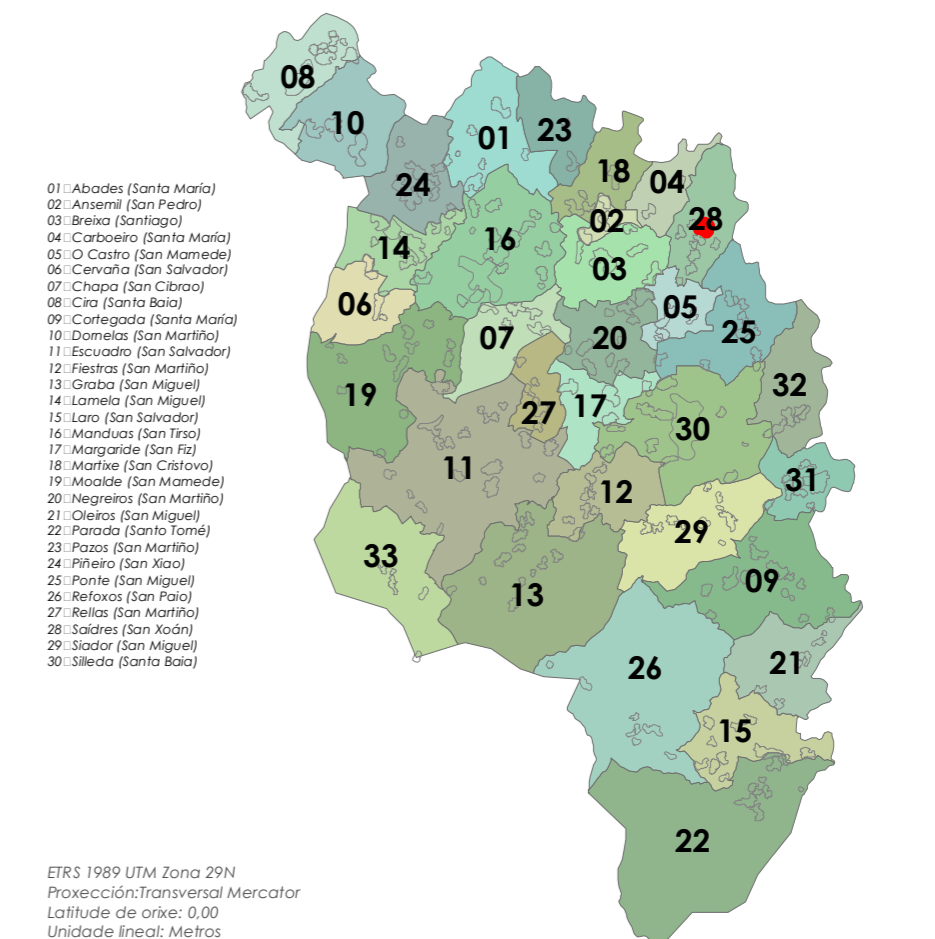 08
10
01
23
18
04
24
28
02
16
14
03
06
05
07
20
25
32
19
27
17
30
11
12
31
29
33
09
13
26
21
15
22
01 Abades (Santa María)
02 Ansemil (San Pedro)
03 Breixa (Santiago)
04 Carboeiro (Santa María)
05 O Castro (San Mamede)
06 Cervaña (San Salvador)
07 Chapa (San Cibrao)
08 Cira (Santa Baia)
09 Cortegada (Santa María)
10 Dornelas (San Martiño)
11 Escuadro (San Salvador)
12 Fiestras (San Martiño)
13 Graba (San Miguel)
14 Lamela (San Miguel)
15 Laro (San Salvador)
16 Manduas (San Tirso)
17 Margaride (San Fiz)
18 Martixe (San Cristovo)
19 Moalde (San Mamede)
20 Negreiros (San Martiño)
21 Oleiros (San Miguel)
22 Parada (Santo Tomé)
23 Pazos (San Martiño)
24 Piñeiro (San Xiao)
25 Ponte (San Miguel)
26 Refoxos (San Paio)
27 Rellas (San Martiño)
28 Saídres (San Xoán)
29 Siador (San Miguel)
30 Silleda (Santa Baia)
ETRS 1989 UTM Zona 29N
Proxección:Transversal Mercator
Latitude de orixe: 0,00
Unidade lineal: Metros